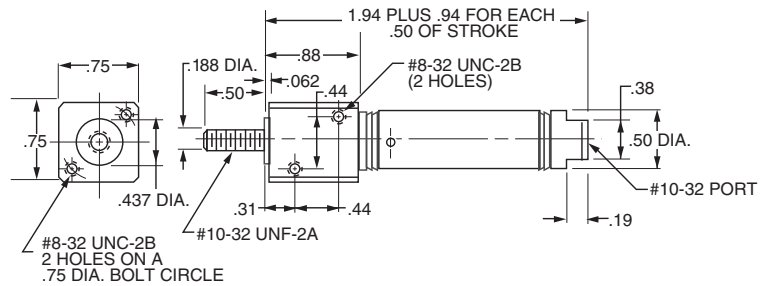 1.94 PLUS .94 FOR EACH
.50 OF STROKE
.88
.75
.188 DIA.
.062
#8-32 UNC-2B
(2 HOLES)
.38
.50
.44
.75
.50 DIA.
.437 DIA.
#10-32 PORT
.31
.44
.19
#10-32 UNF-2A
#8-32 UNC-2B
2 HOLES ON A
.75 DIA. BOLT CIRCLE